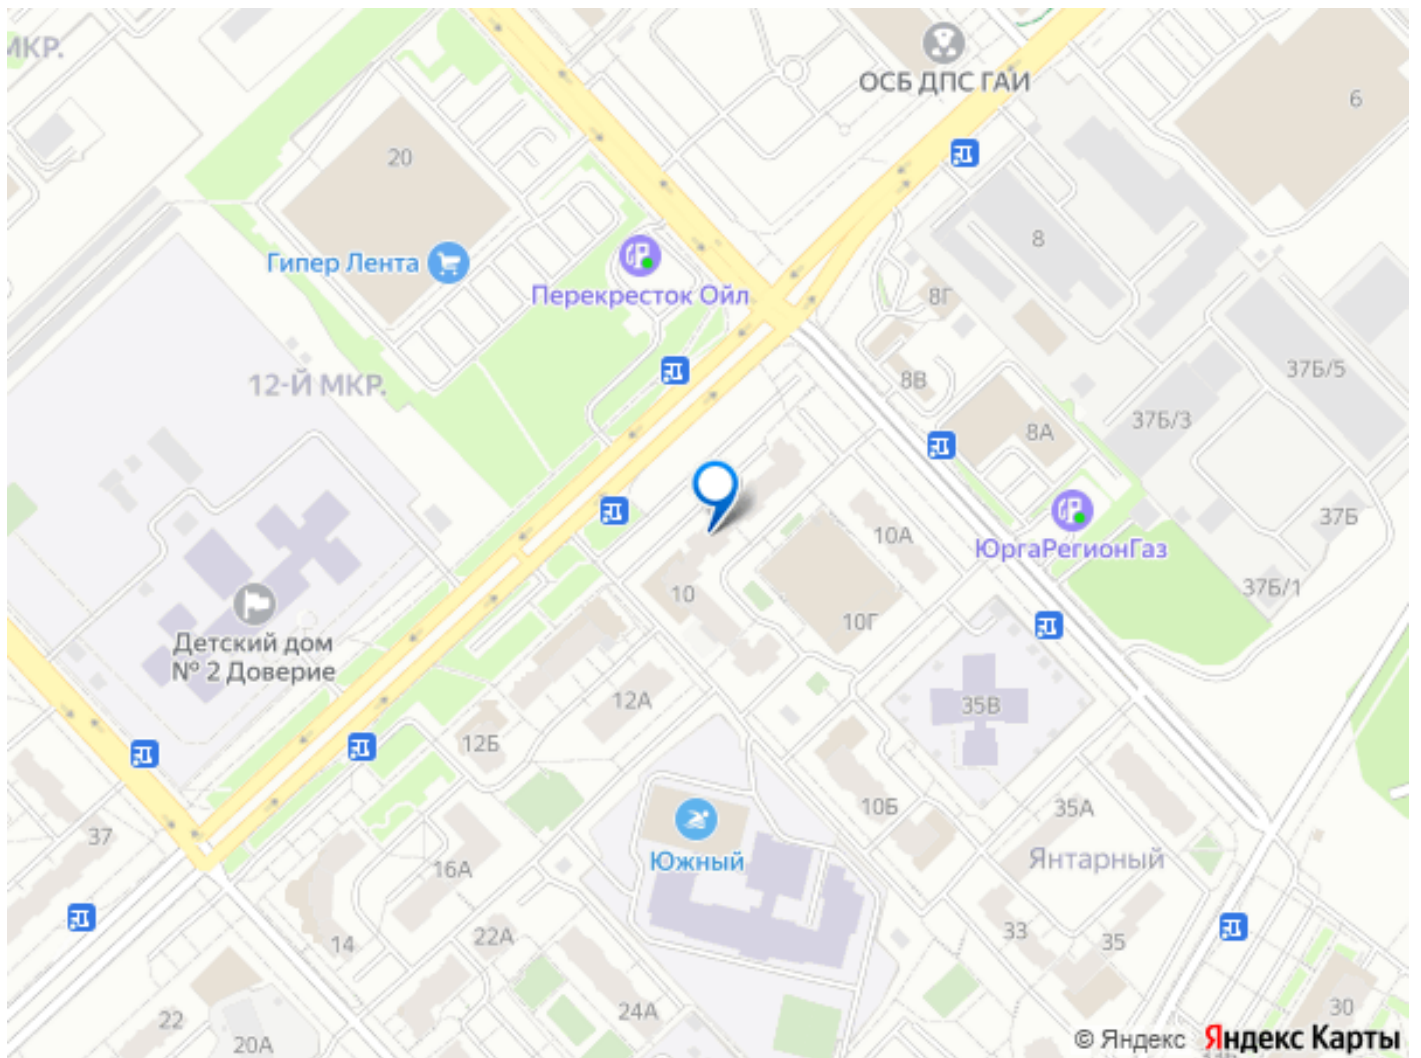 МКР.
ОСБ ДПС ГАИ
6
20
8
Гипер Лента
Перекресток Ойл
8Г
37Б/5
12-Й МКР.
8В
37Б/3
8А
37Б
10А
ЮргаРегионГаз
37Б/1
10
10Г
Детский дом
№ 2 Доверие
12А
35В
12Б
10Б
35А
37
Южный
Янтарный
16А
33
35
14
22А
24А
30
22
20А
© Яндекс Яндекс Карты